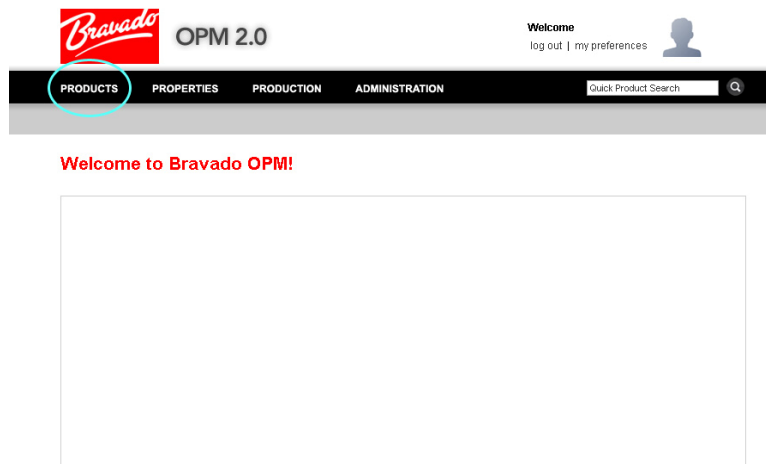 Bravado
OPM 2.0
Welcome
log out | my preferences
PRODUCTS PROPERTIES PRODUCTION ADMINISTRATION
Quick Product Search
Welcome to Bravado OPM!